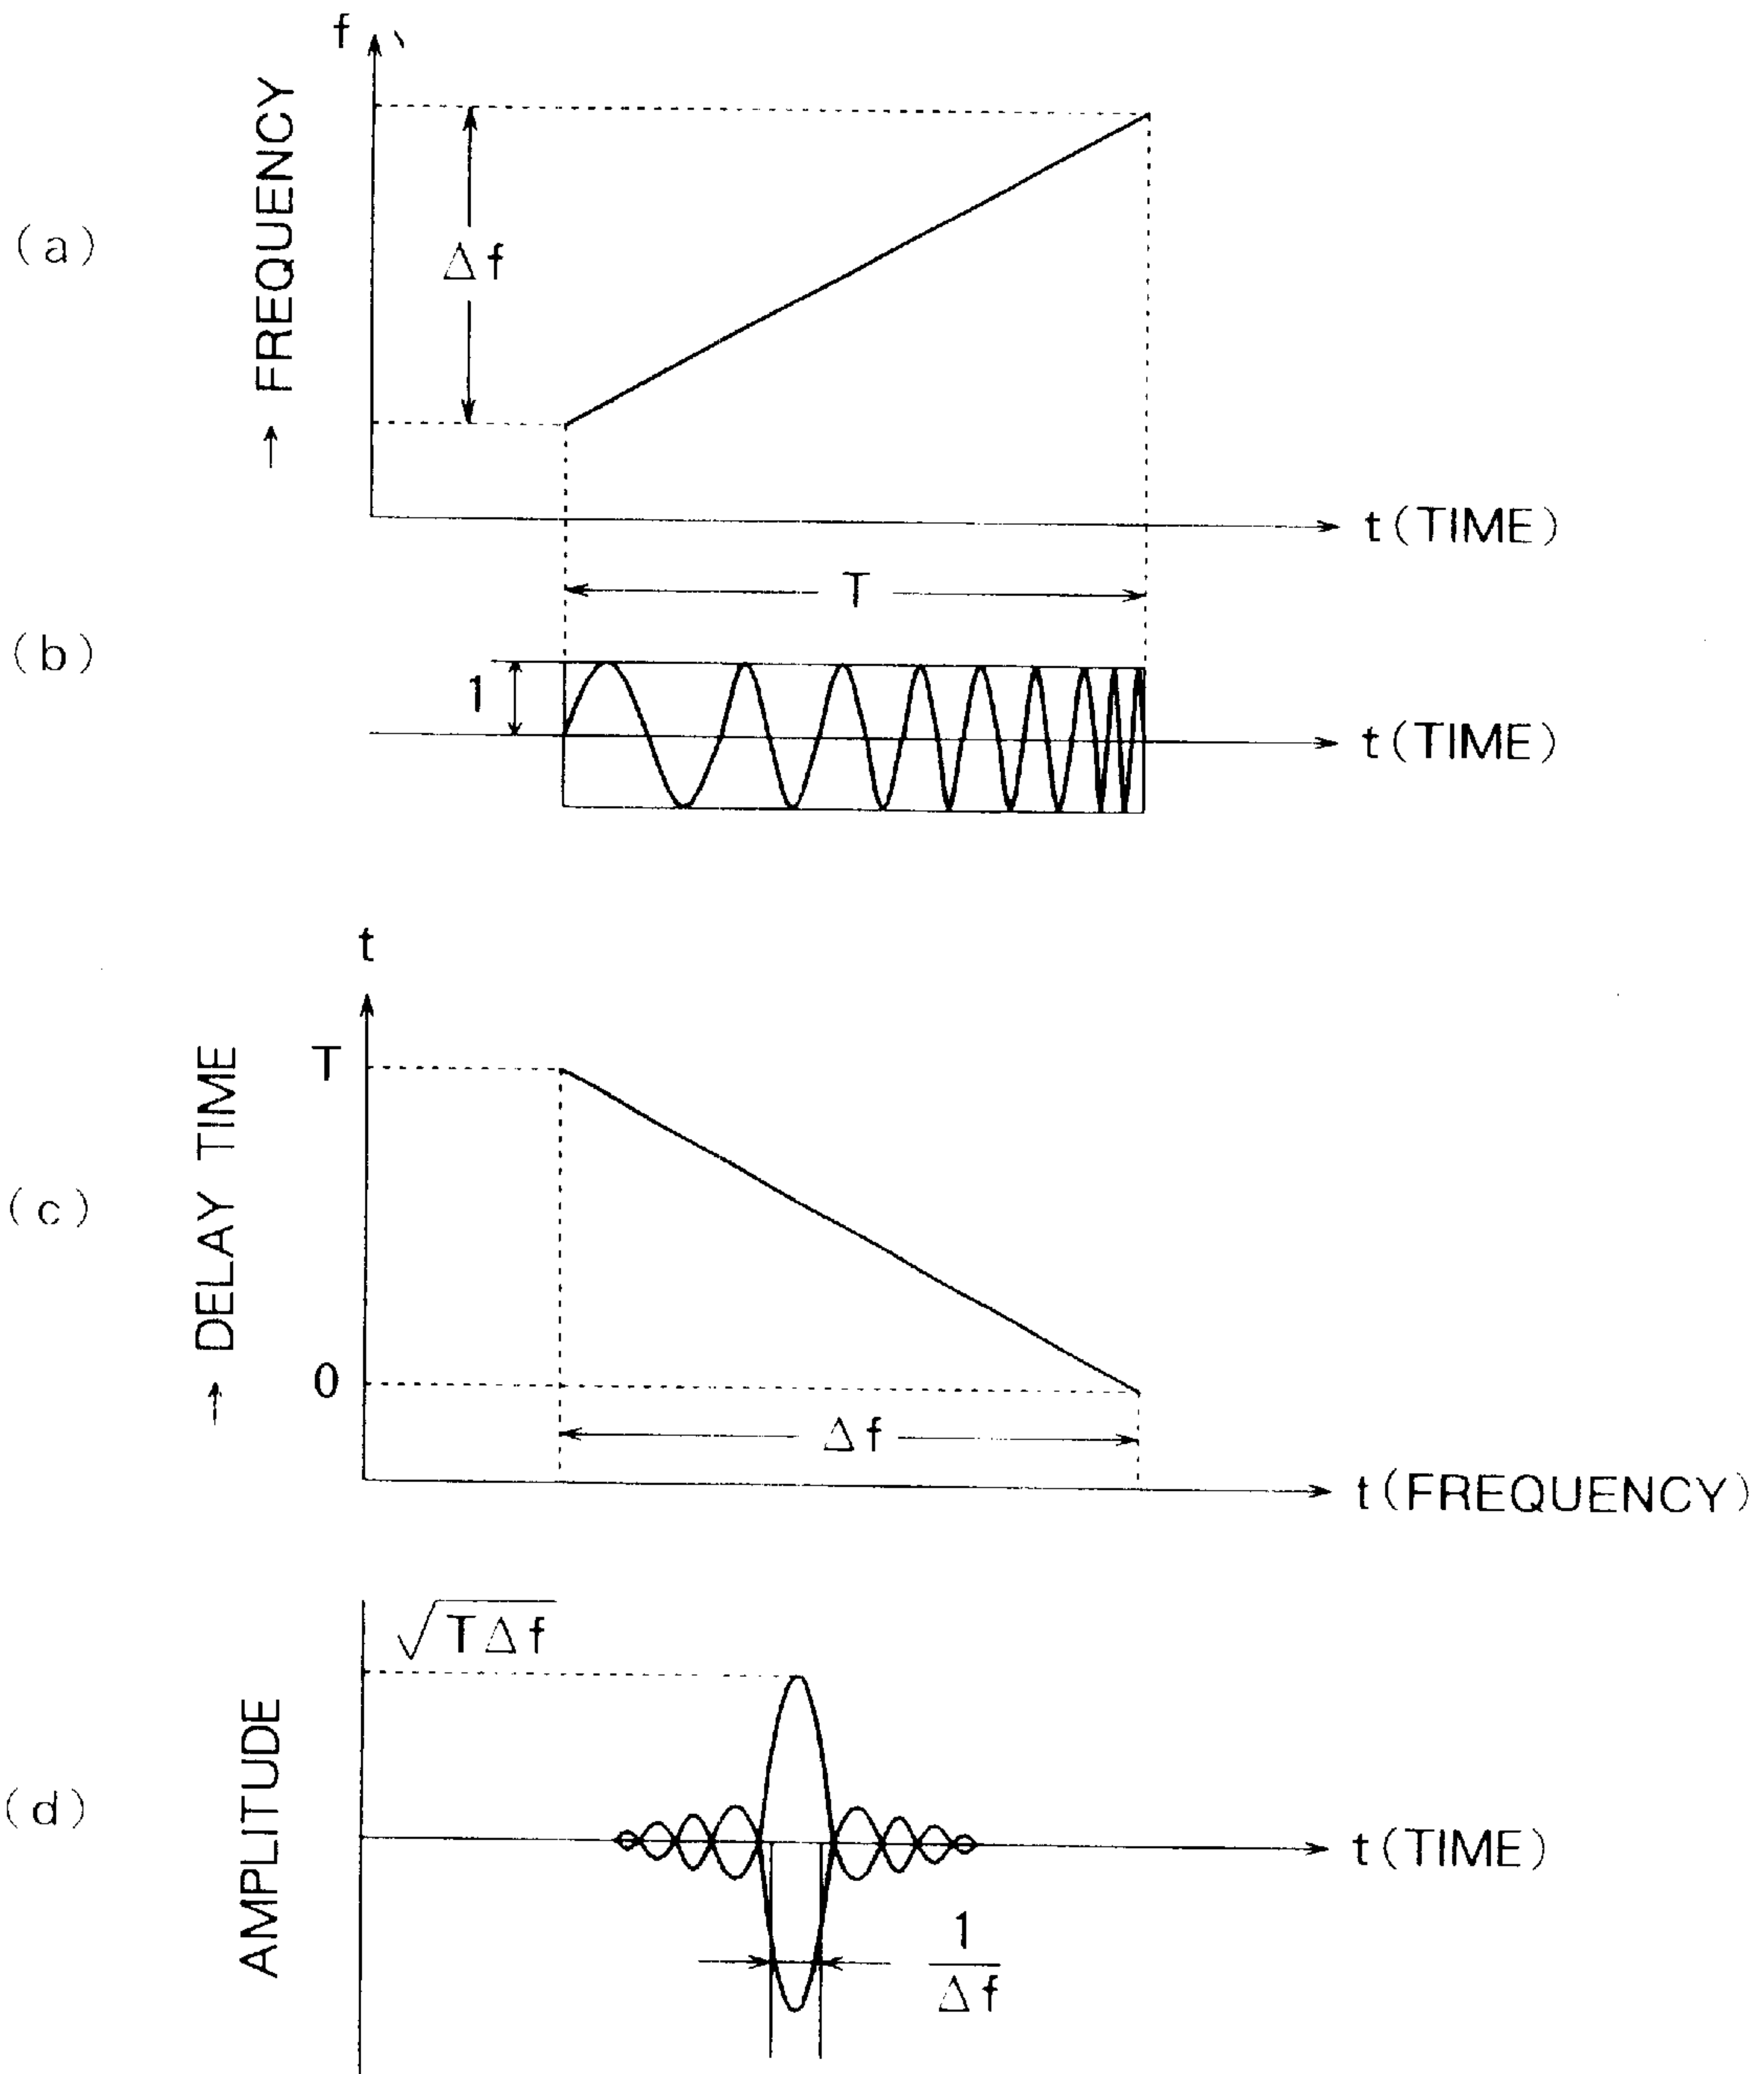 f
→ FREQUENCY
(a)
Δf
t(TIME)
T
(b)
1
t(TIME)
t
→ DELAY TIME
T
(c)
0
Δf
t(FREQUENCY)
√TΔf
AMPLITUDE
(d)
t(TIME)
1
Δf